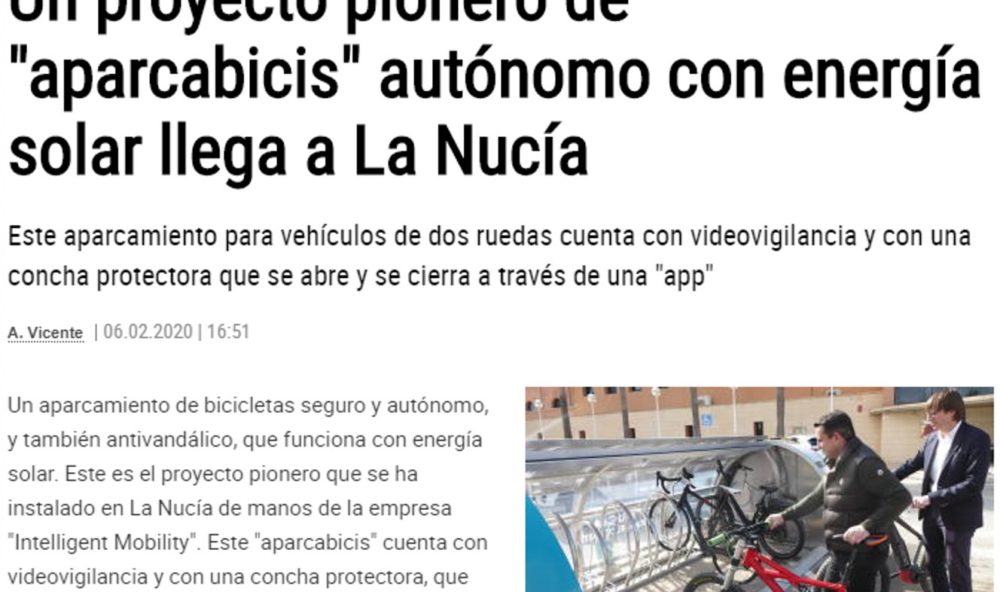 Un proyecto pionero de
"aparcabicis" autónomo con energía
solar llega a La Nucía
Este aparcamiento para vehículos de dos ruedas cuenta con videovigilancia y con una
concha protectora que se abre y se cierra a través de una "app"
A. Vicente | 06.02.2020 | 16:51
Un aparcamiento de bicicletas seguro y autónomo,
y también antivandálico, que funciona con energía
solar. Este es el proyecto pionero que se ha
instalado en La Nucía de manos de la empresa
"Intelligent Mobility". Este "aparcabicis" cuenta con
videovigilancia y con una concha protectora, que